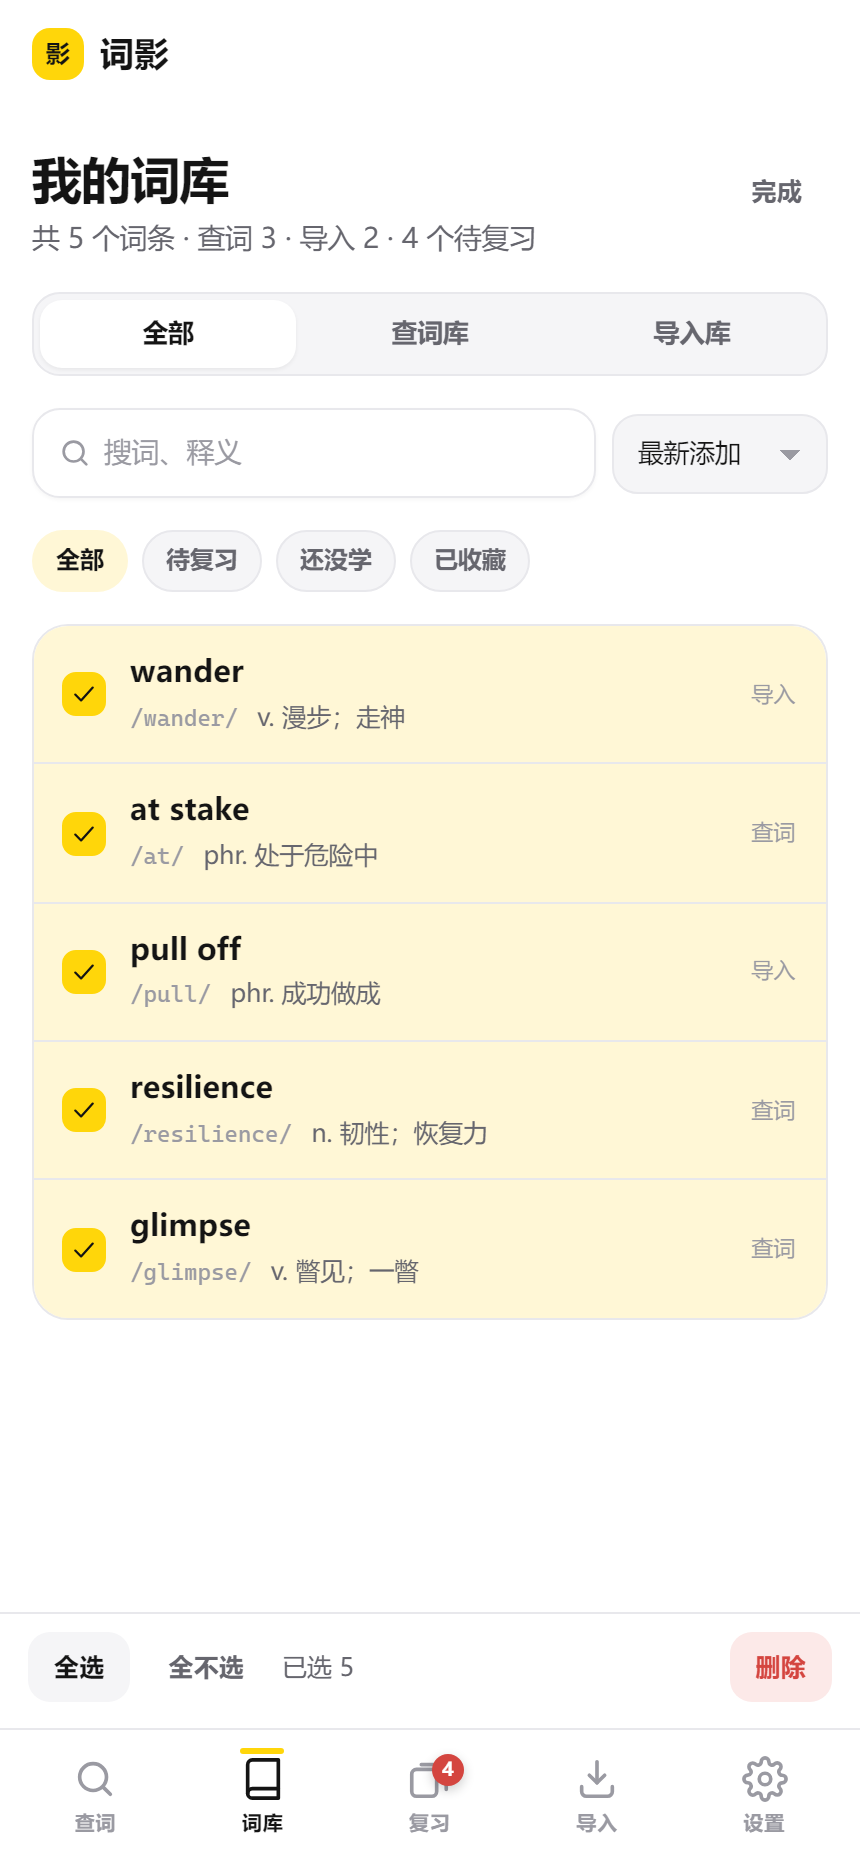 影 词影
我的词库
完成
共 5 个词条 · 查词 3 · 导入 2 · 4 个待复习
全部 查词库 导入库
搜词、释义 最新添加
全部 待复习 还没学 已收藏
wander
/wander/ v. 漫步；走神
导入
at stake
/at/ phr. 处于危险中
查词
pull off
/pull/ phr. 成功做成
导入
resilience
/resilience/ n. 韧性；恢复力
查词
glimpse
/glimpse/ v. 瞥见；一瞥
查词
全选 全不选 已选 5 删除
4
查词 词库 复习 导入 设置